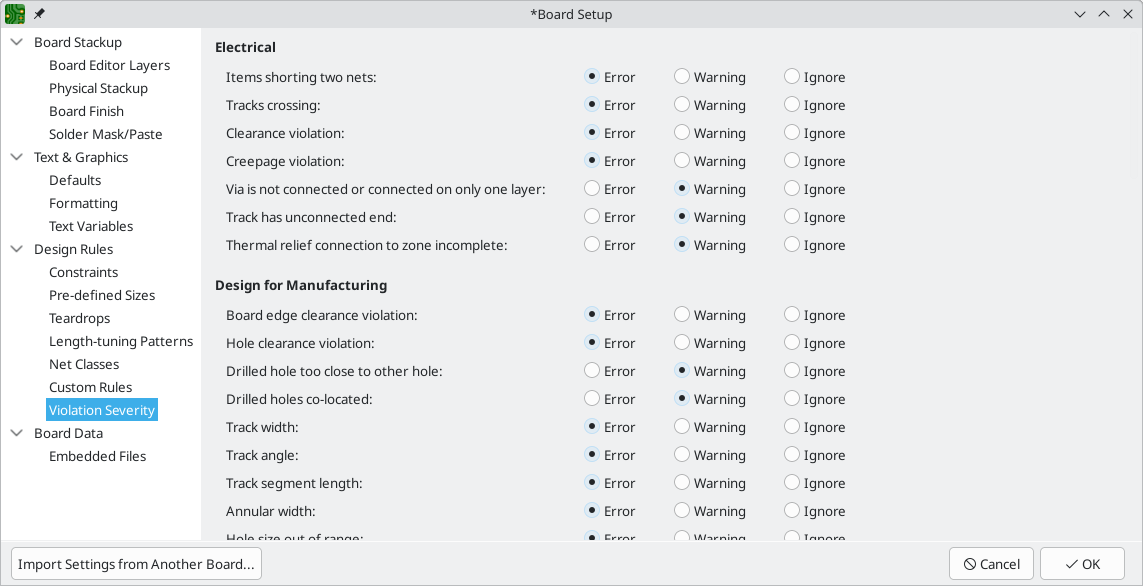 *Board Setup
Board Stackup
Board Editor Layers
Physical Stackup
Board Finish
Solder Mask/Paste
Text & Graphics
Defaults
Formatting
Text Variables
Design Rules
Constraints
Pre-defined Sizes
Teardrops
Length-tuning Patterns
Net Classes
Custom Rules
Violation Severity
Board Data
Embedded Files
Electrical
Items shorting two nets: Error Warning Ignore
Tracks crossing: Error Warning Ignore
Clearance violation: Error Warning Ignore
Creepage violation: Error Warning Ignore
Via is not connected or connected on only one layer: Error Warning Ignore
Track has unconnected end: Error Warning Ignore
Thermal relief connection to zone incomplete: Error Warning Ignore
Design for Manufacturing
Board edge clearance violation: Error Warning Ignore
Hole clearance violation: Error Warning Ignore
Drilled hole too close to other hole: Error Warning Ignore
Drilled holes co-located: Error Warning Ignore
Track width: Error Warning Ignore
Track angle: Error Warning Ignore
Track segment length: Error Warning Ignore
Annular width: Error Warning Ignore
Hole size out of range: Error Warning Ignore
Import Settings from Another Board... Cancel OK